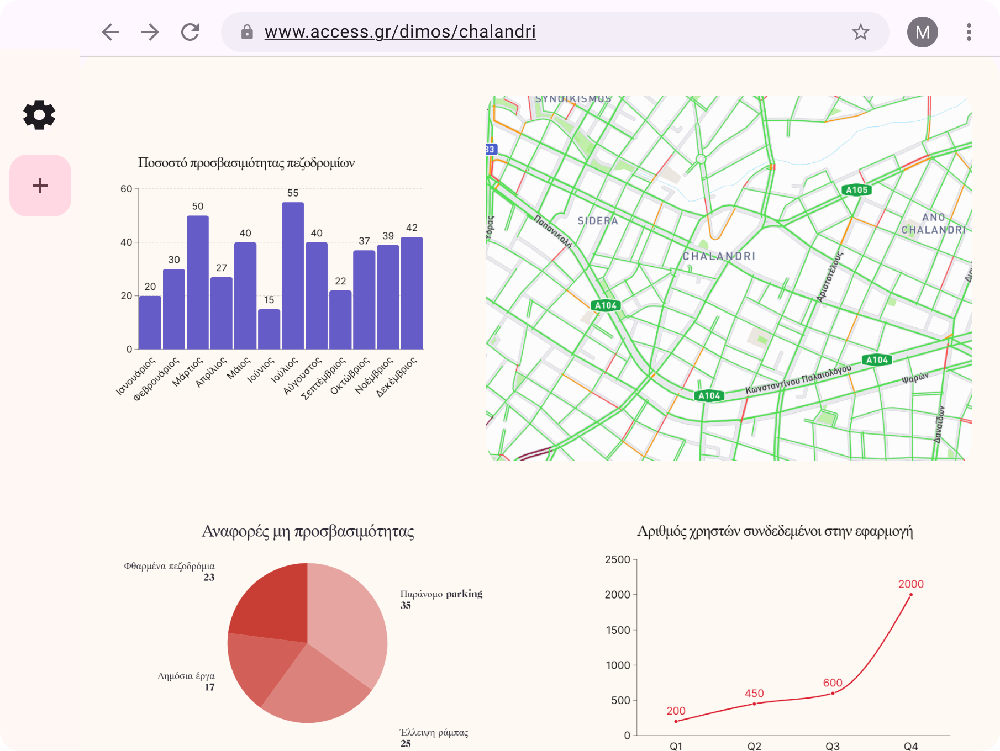 www.access.gr/dimos/chalandri
M
Ποσοστό προσβασιμότητας πεζοδρομίων
60
40
20
0
20
30
50
27
40
15
55
40
22
37
39
42
Ιανουάριος
Φεβρουάριος
Μάρτιος
Απρίλιος
Μάιος
Ιούνιος
Ιούλιος
Αύγουστος
Σεπτέμβριος
Οκτώβριος
Νοέμβριος
Δεκέμβριος
SYNOIKISMOS
33
A105
SIDERA
ANO
CHALANDRI
Παπανικολή
CHALANDRI
Αριστοτέλους
A104
A104
Κωνσταντίνου Παλαιολόγου
Ψαρών
A104
Δαναΐδων
Αναφορές μη προσβασιμότητας
Φθαρμένα πεζοδρόμια
23
Παράνομο parking
35
Δημόσια έργα
17
Έλλειψη ράμπας
25
Αριθμός χρηστών συνδεδεμένοι στην εφαρμογή
2500
2000
1500
1000
500
0
200
450
600
2000
Q1
Q2
Q3
Q4